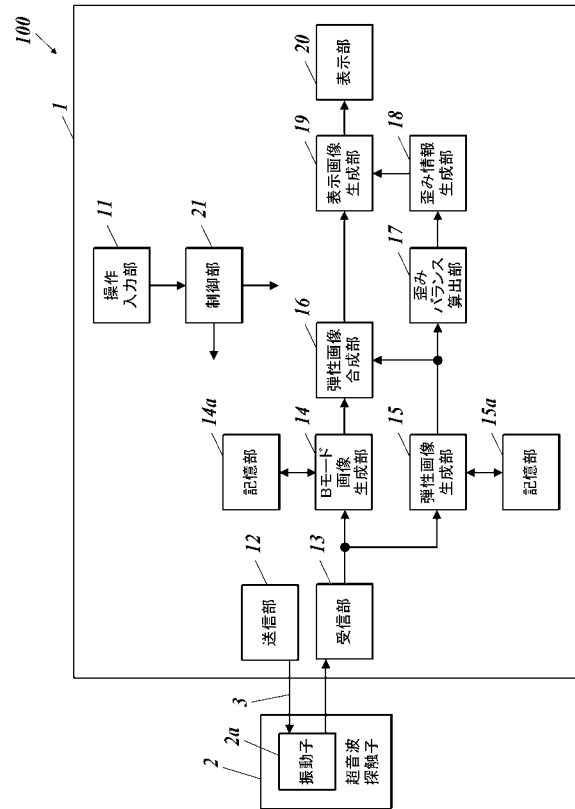 100
1
11
操作
入力部
21
制御部
14a
記憶部
12
送信部
14
Bモード
画像
生成部
16
弾性画像
合成部
19
表示画像
生成部
20
表示部
2
2a
振動子
超音波
探触子
3
13
受信部
15
弾性画像
生成部
15a
記憶部
17
歪み
バランス
算出部
18
歪み情報
生成部